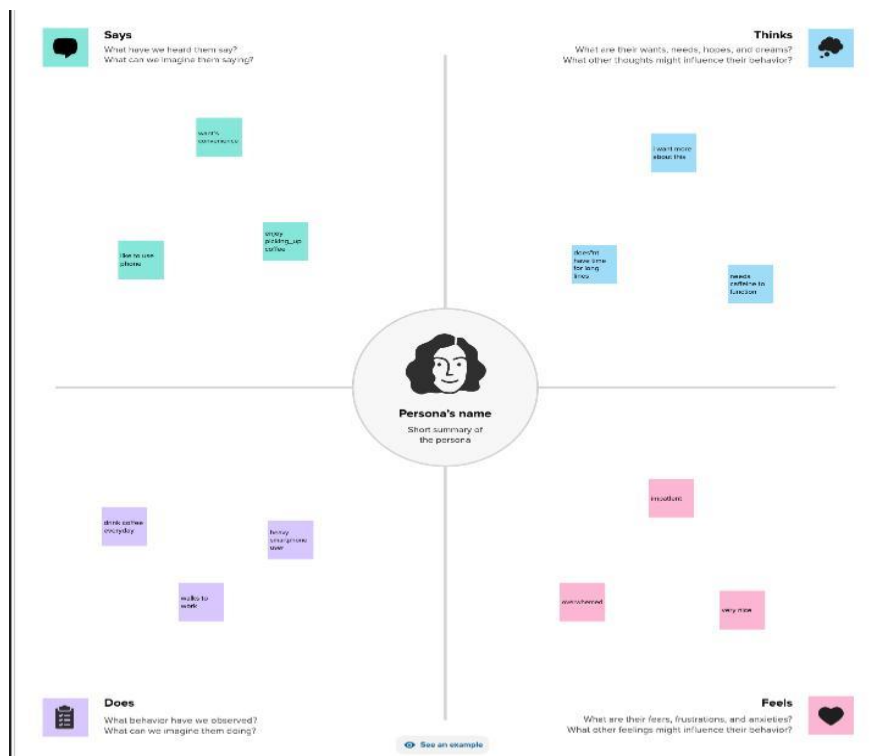 Says
What have we heard them say?
What can we imagine them saying?
Thinks
What are their wants, needs, hopes, and dreams?
What other thoughts might influence their behavior?
want's
convenience
like to use
phone
enjoy
picking_up
coffee
i want more
about this
does'nt
have time
for long
lines
needs
caffeine to
function
Persona's name
Short summary of
the persona
drink coffee
everyday
heavy
smartphone
user
walks to
work
impatient
overwhelmed
very nice
Does
What behavior have we observed?
What can we imagine them doing?
Feels
What are their fears, frustrations, and anxieties?
What other feelings might influence their behavior?
See an example